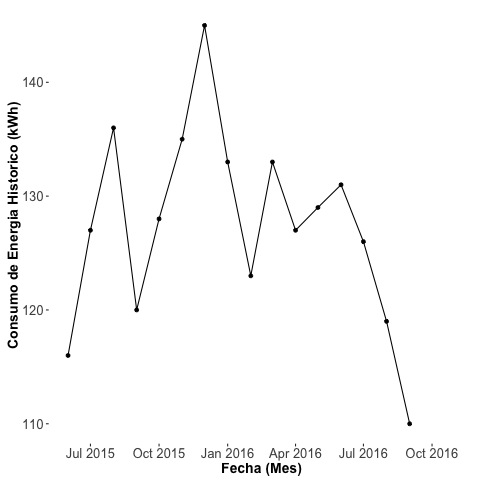 Consumo de Energia Historico (kWh)
140
130
120
110
Jul 2015 Oct 2015 Jan 2016 Apr 2016 Jul 2016 Oct 2016
Fecha (Mes)